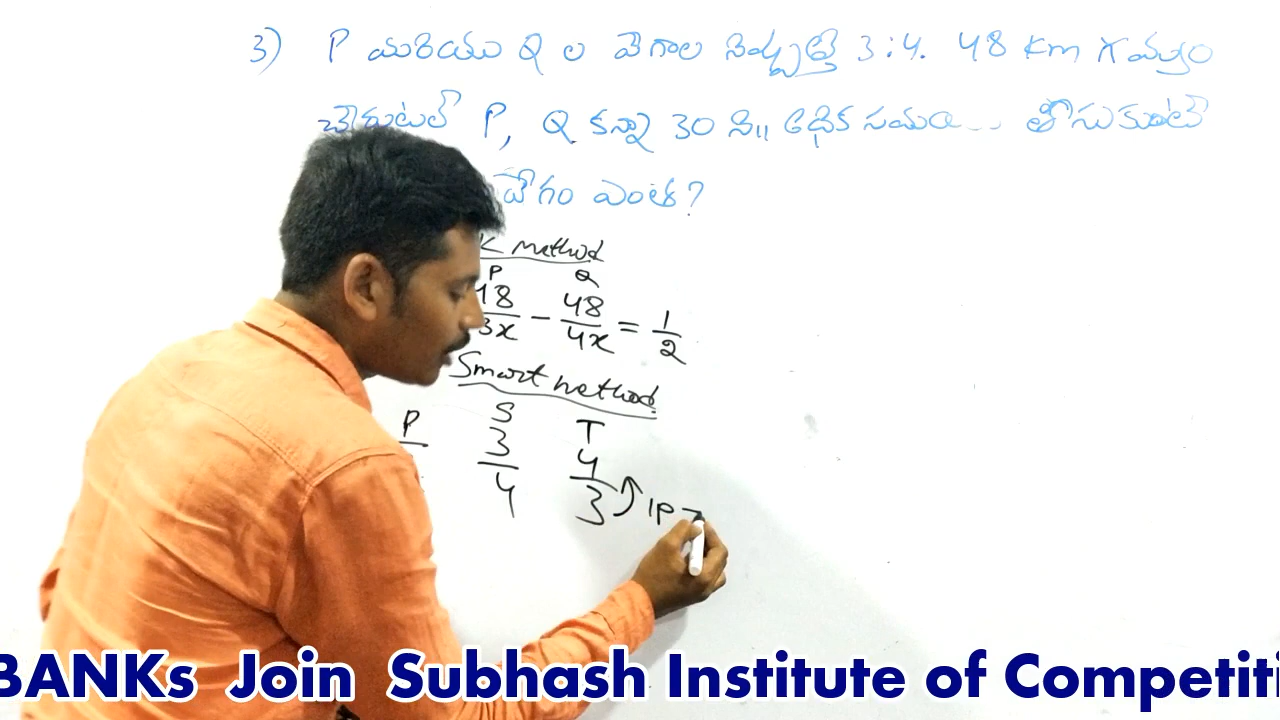 3) P మరియు Q ల వేగాల నిష్పత్తి 3:4. 48 Km గమ్యం
చేరుటలో P, Q కన్నా 30 ని॥ అధిక సమయ తీసుకుంటే
వేగం ఎంత?
K method
P Q
48/3x - 48/4x = 1/2
Smart method
S T
P 3/4 4/3 1P -
BANKs Join Subhash Institute of Competiti